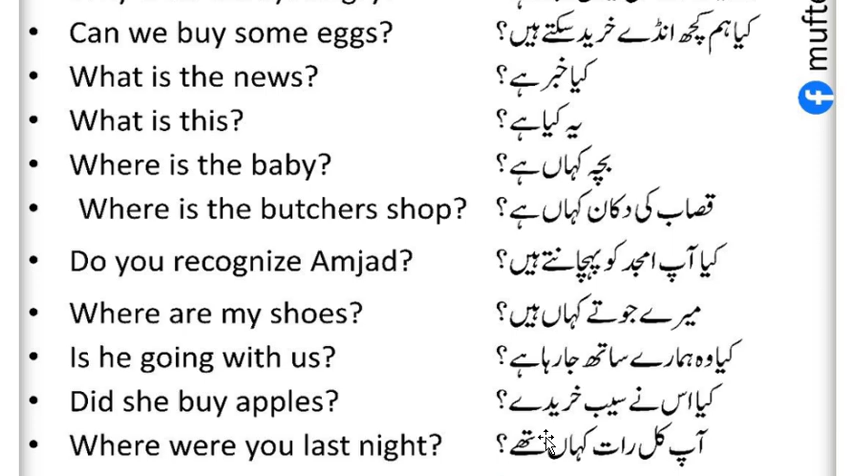 • Can we buy some eggs? کیا ہم کچھ انڈے خرید سکتے ہیں؟
• What is the news? کیا خبر ہے؟
• What is this? یہ کیا ہے؟
• Where is the baby? بچہ کہاں ہے؟
• Where is the butchers shop? قصاب کی دکان کہاں ہے؟
• Do you recognize Amjad? کیا آپ امجد کو پہچانتے ہیں؟
• Where are my shoes? میرے جوتے کہاں ہیں؟
• Is he going with us? کیا وہ ہمارے ساتھ جا رہا ہے؟
• Did she buy apples? کیا اس نے سیب خریدے؟
• Where were you last night? آپ کل رات کہاں تھے؟